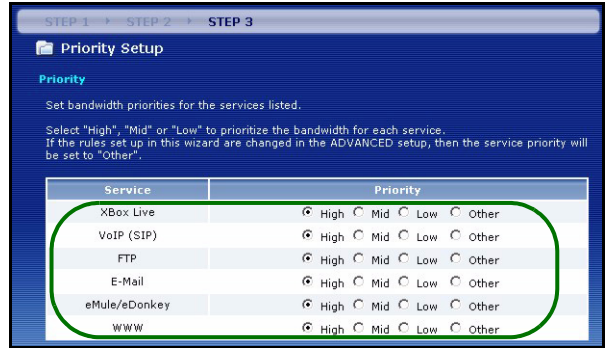 STEP 1 STEP 2 STEP 3
Priority Setup
Priority
Set bandwidth priorities for the services listed.
Select "High", "Mid" or "Low" to prioritize the bandwidth for each service.
If the rules set up in this wizard are changed in the ADVANCED setup, then the service priority will
be set to "Other".
Service Priority
XBox Live High Mid Low Other
VoIP (SIP) High Mid Low Other
FTP High Mid Low Other
E-Mail High Mid Low Other
eMule/eDonkey High Mid Low Other
WWW High Mid Low Other